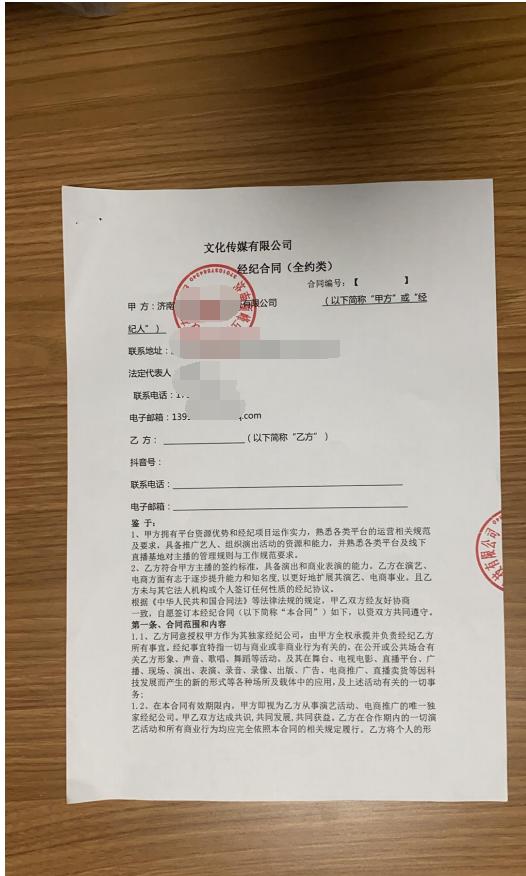 文化传媒有限公司
经纪合同（全约类）
合同编号：【 】
甲 方：济南 有限公司 （以下简称“甲方”或“经
纪人”）
联系地址：
法定代表人
联系电话：
电子邮箱：139 .com
乙 方： （以下简称“乙方”）
抖音号：
联系电话：
电子邮箱：
鉴 于：
1、甲方拥有平台资源优势和经纪项目运作实力，熟悉各类平台的运营相关规范
及要求，具备推广艺人、组织演出活动的资源和能力，并熟悉各类平台及线下
直播基地对主播的管理规则与工作规范要求。
2、乙方符合甲方主播的签约标准，具备演出和商业表演的能力。乙方在演艺、
电商方面有志于逐步提升能力和知名度，以更好地扩展其演艺、电商事业。且乙
方未与其它法人机构或个人签订任何性质的经纪协议。
根据《中华人民共和国合同法》等法律法规的规定，甲乙双方经友好协商
一致，自愿签订本经纪合同（以下简称“本合同”）如下，以资双方共同遵守。
第一条、合同范围和内容
1.1、乙方同意授权甲方作为其独家经纪公司，由甲方全权承揽并负责经纪乙方
所有事宜。经纪事宜特指一切与商业或非商业行为有关的，在公开或公共场合有
关乙方形象、声音、歌唱、舞蹈等活动。及其在舞台、电视电影、直播平台、广
播、现场、演出、表演、录音、录像、出版、广告、电商推广、直播卖货等因科
技发展而产生的新的形式等各种场所及载体中的应用，及上述活动有关的一切事
务；
1.2、在本合同有效期限内，甲方即视为乙方从事演艺活动、电商推广的唯一独
家经纪公司。甲乙双方达成共识，共同发展，共同获益。乙方在合作期内的一切演
艺活动和所有商业行为均应完全依照本合同的相关规定履行。乙方将个人的形